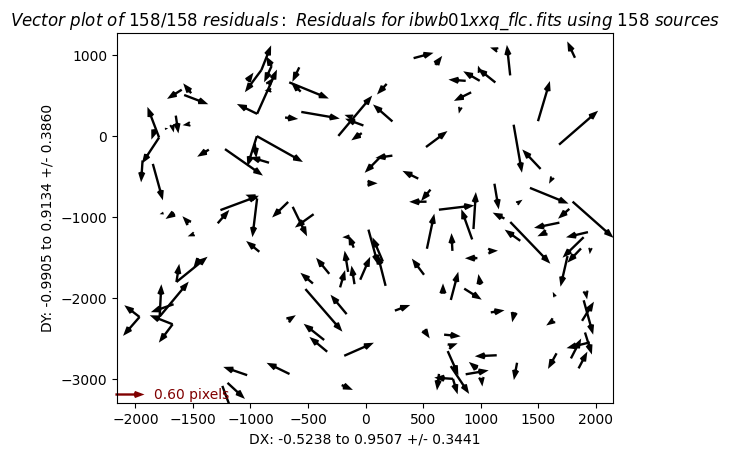 Vector plot of 158/158 residuals: Residuals for ibwb01xxq_flc.fits using 158 sources
1000
0
−1000
−2000
−3000
DY: -0.9905 to 0.9134 +/- 0.3860
0.60 pixels
−2000 −1500 −1000 −500 0 500 1000 1500 2000
DX: -0.5238 to 0.9507 +/- 0.3441